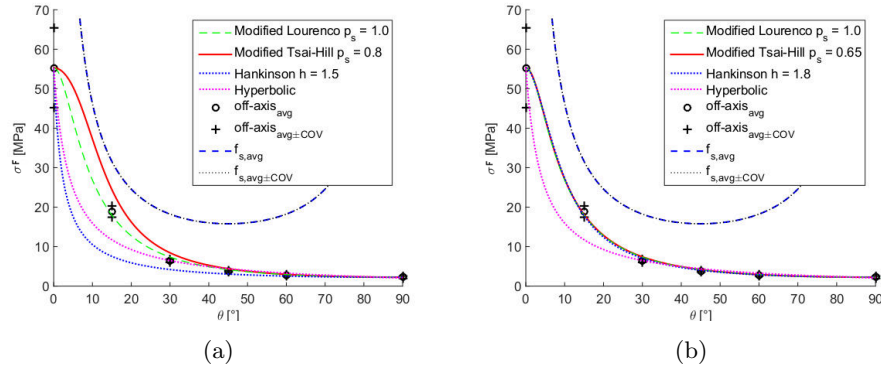 70
60
50
40
30
20
10
0
σF [MPa]
0 10 20 30 40 50 60 70 80 90
θ [°]
Modified Lourenco ps = 1.0
Modified Tsai-Hill ps = 0.8
Hankinson h = 1.5
Hyperbolic
off-axisavg
off-axisavg±COV
fs,avg
fs,avg±COV
(a)
70
60
50
40
30
20
10
0
σF [MPa]
0 10 20 30 40 50 60 70 80 90
θ [°]
Modified Lourenco ps = 1.0
Modified Tsai-Hill ps = 0.65
Hankinson h = 1.8
Hyperbolic
off-axisavg
off-axisavg±COV
fs,avg
fs,avg±COV
(b)